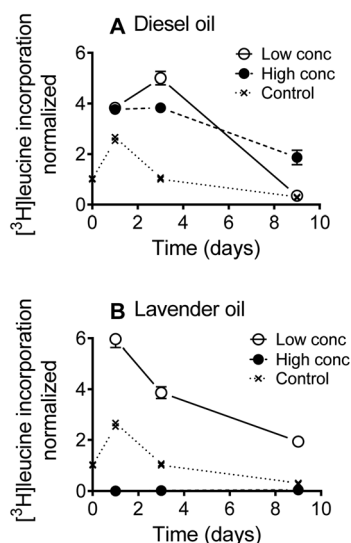 A Diesel oil
Low conc
High conc
Control
[³H]leucine incorporation
normalized
6
4
2
0
0 2 4 6 8 10
Time (days)
B Lavender oil
Low conc
High conc
Control
[³H]leucine incorporation
normalized
6
4
2
0
0 2 4 6 8 10
Time (days)